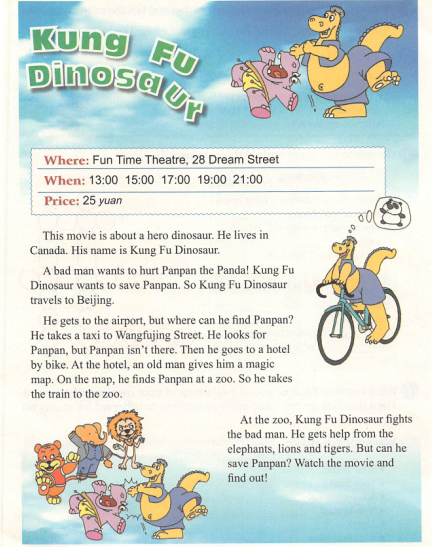 Kung Fu
Dinosaur
Where: Fun Time Theatre, 28 Dream Street
When: 13:00 15:00 17:00 19:00 21:00
Price: 25 yuan
This movie is about a hero dinosaur. He lives in
Canada. His name is Kung Fu Dinosaur.
A bad man wants to hurt Panpan the Panda! Kung Fu
Dinosaur wants to save Panpan. So Kung Fu Dinosaur
travels to Beijing.
He gets to the airport, but where can he find Panpan?
He takes a taxi to Wangfujing Street. He looks for
Panpan, but Panpan isn't there. Then he goes to a hotel
by bike. At the hotel, an old man gives him a magic
map. On the map, he finds Panpan at a zoo. So he takes
the train to the zoo.
At the zoo, Kung Fu Dinosaur fights
the bad man. He gets help from the
elephants, lions and tigers. But can he
save Panpan? Watch the movie and
find out!